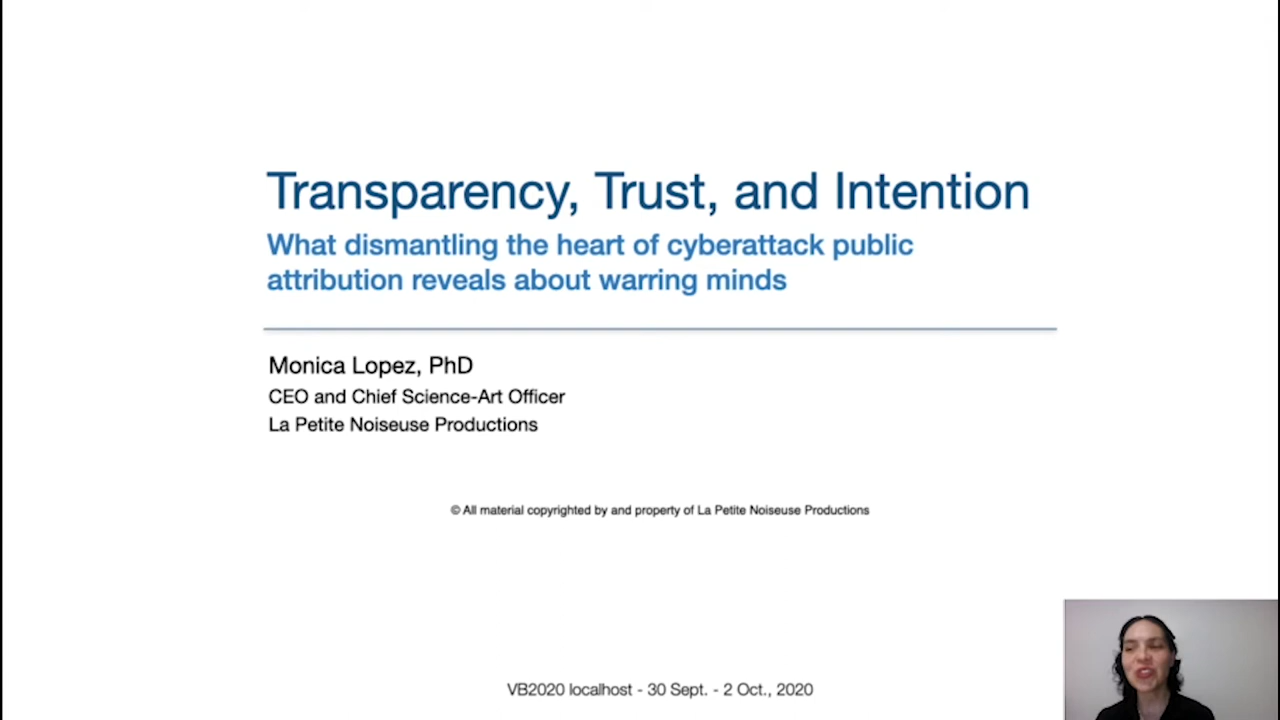 Transparency, Trust, and Intention
What dismantling the heart of cyberattack public
attribution reveals about warring minds
Monica Lopez, PhD
CEO and Chief Science-Art Officer
La Petite Noiseuse Productions
© All material copyrighted by and property of La Petite Noiseuse Productions
VB2020 localhost - 30 Sept. - 2 Oct., 2020